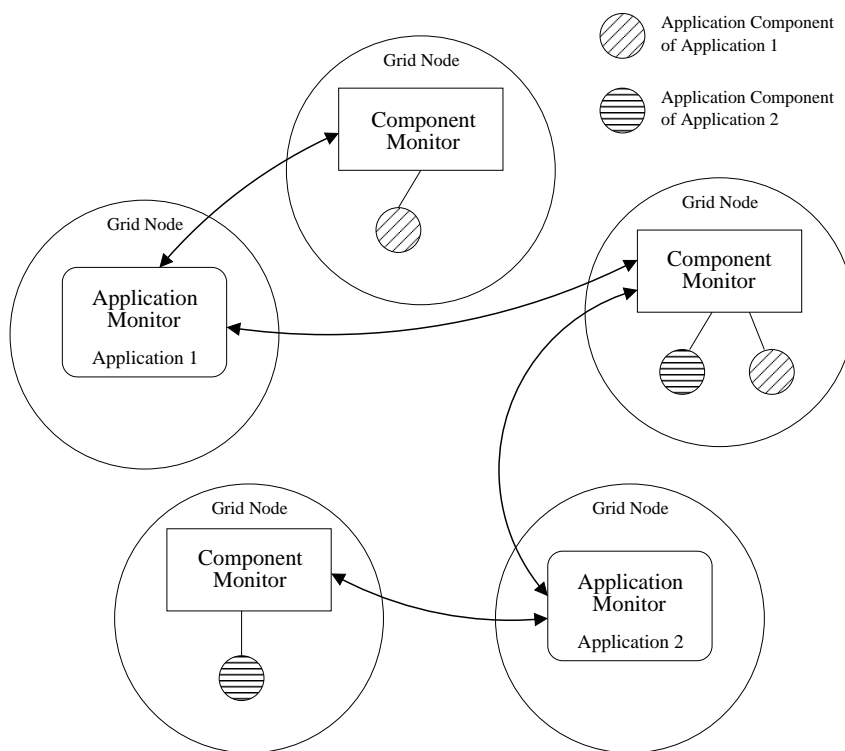 Application Component
of Application 1
Application Component
of Application 2
Grid Node
Component
Monitor
Grid Node
Application
Monitor
Application 1
Grid Node
Component
Monitor
Grid Node
Component
Monitor
Grid Node
Application
Monitor
Application 2